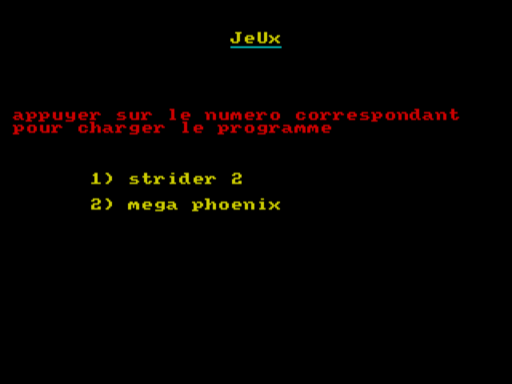 JeUx
appuyer sur le numero correspondant
pour charger le programme
1) strider 2
2) mega phoenix